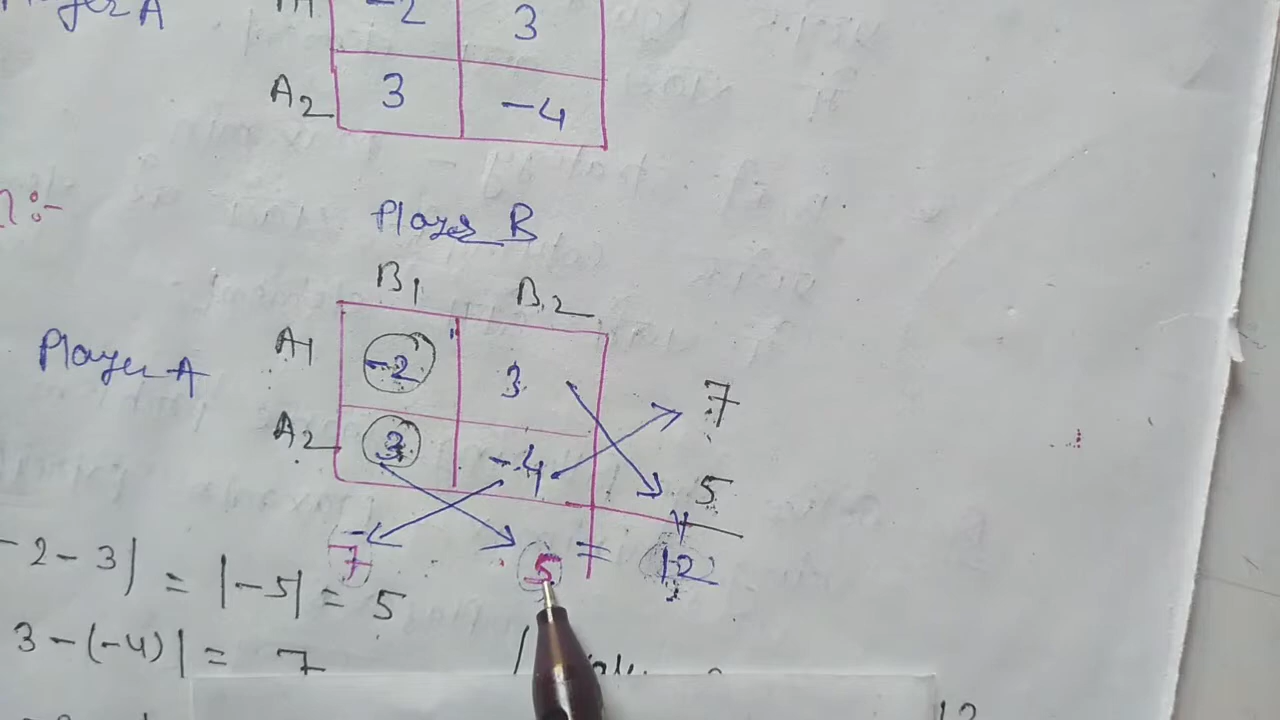 Player A
A1 -2 3
A2 3 -4
n:-
Player B
B1 B2
Player A
A1 -2 3 7
A2 3 -4 5
7 5 = 12
-2-3| = |-5| = 5
3-(-4)| = 7
12